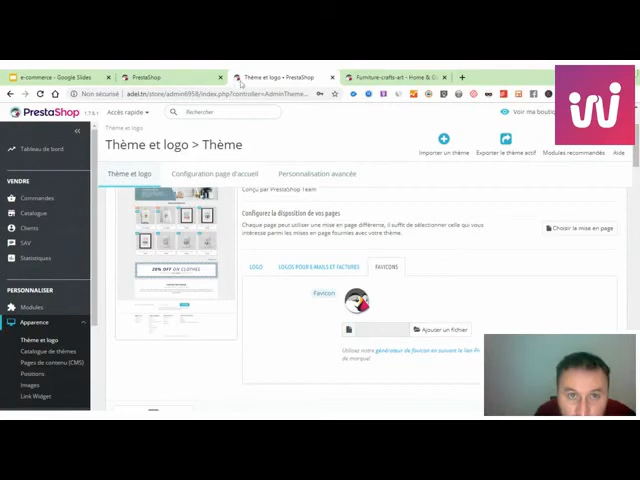 e-commerce - Google Slides
PrestaShop
Thème et logo • PrestaShop
Furniture-crafts-art - Home & De
Non sécurisé
adel.tn/store/admin6958/index.php?controller=AdminTheme...
PrestaShop 1.7.6.1
Accès rapide
Rechercher
Voir ma boutiqu
Thème et logo
Thème et logo > Thème
Importer un thème
Exporter le thème actif
Modules recommandés
Aide
Thème et logo
Configuration page d'accueil
Personnalisation avancée
Tableau de bord
VENDRE
Commandes
Catalogue
Clients
SAV
Statistiques
PERSONNALISER
Modules
Apparence
Thème et logo
Catalogue de thèmes
Pages de contenu (CMS)
Positions
Images
Link Widget
20% OFF ON CLOTHES
Conçu par PrestaShop Team
Configurez la disposition de vos pages
Chaque page peut utiliser une mise en page différente, il suffit de sélectionner celle qui vous
intéresse parmi les mises en page fournies avec votre thème.
Choisir la mise en page
LOGO
LOGOS POUR E-MAILS ET FACTURES
FAVICONS
Favicon
Ajouter un fichier
Utilisez notre générateur de favicon en suivant le lien Pr
de marque!